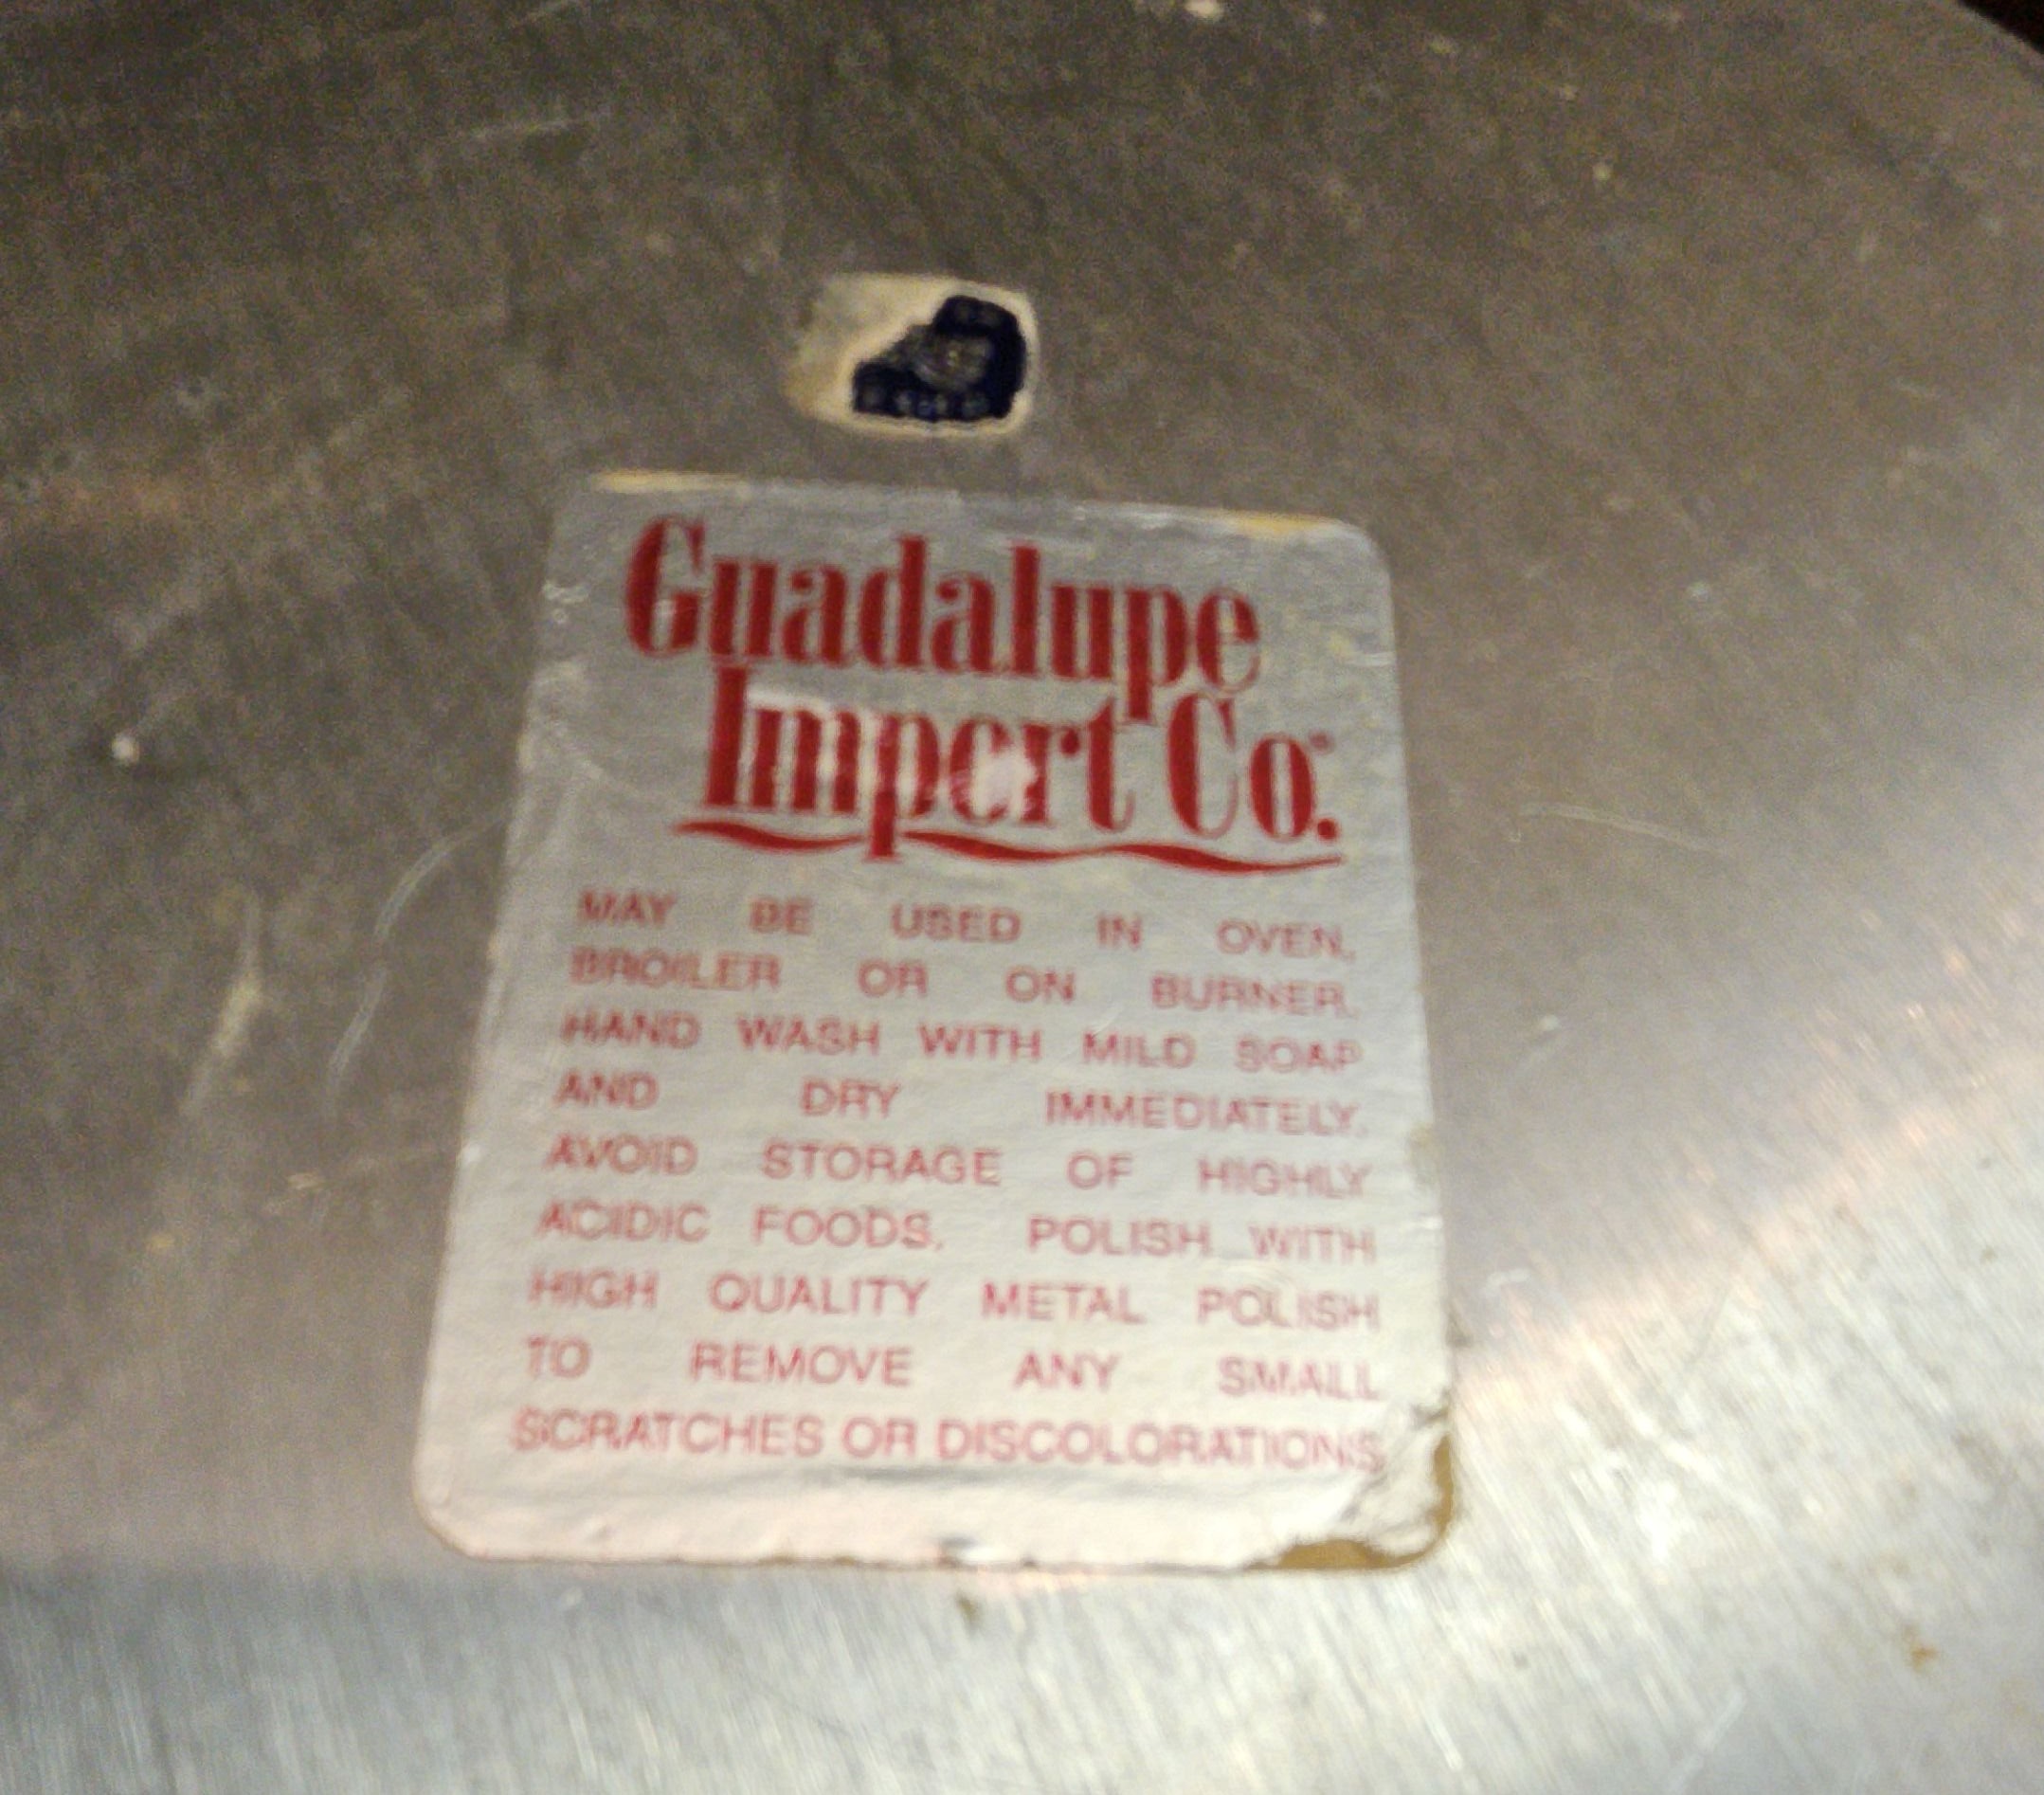 Guadalupe
Import Co.
MAY BE USED IN OVEN,
BROILER OR ON BURNER.
HAND WASH WITH MILD SOAP
AND DRY IMMEDIATELY.
AVOID STORAGE OF HIGHLY
ACIDIC FOODS. POLISH WITH
HIGH QUALITY METAL POLISH
TO REMOVE ANY SMALL
SCRATCHES OR DISCOLORATIONS